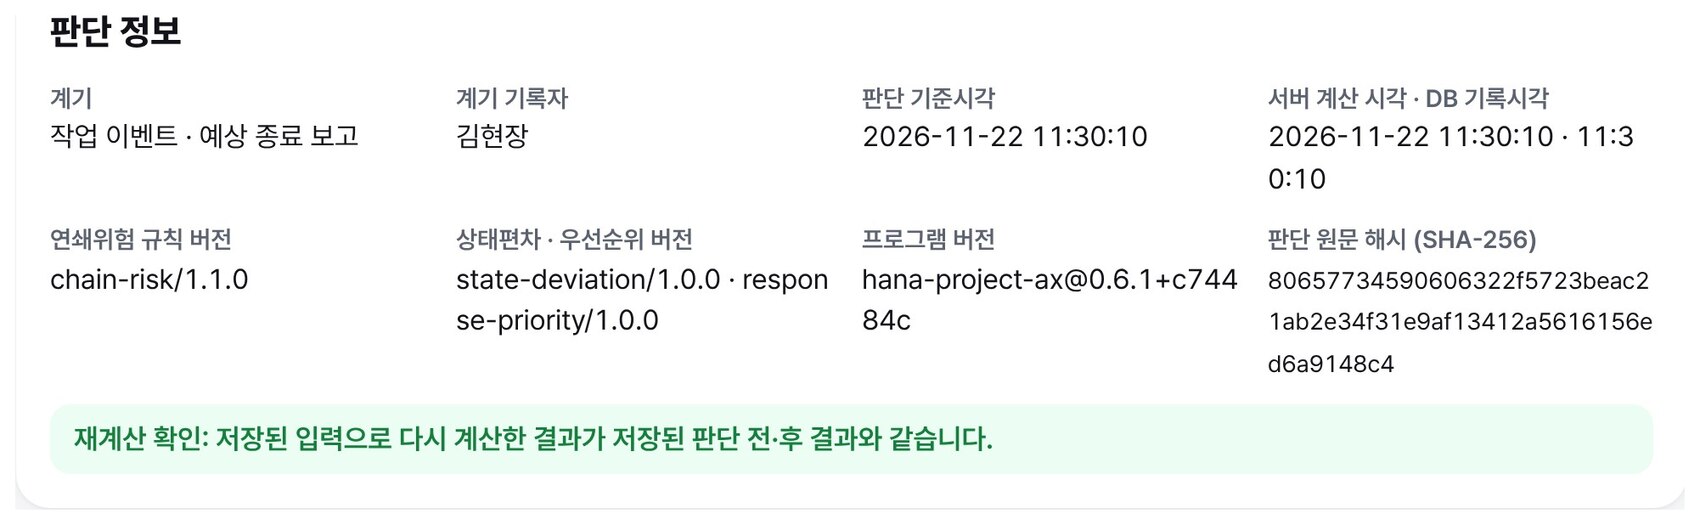 판단 정보
계기
작업 이벤트 · 예상 종료 보고
계기 기록자
김현장
판단 기준시각
2026-11-22 11:30:10
서버 계산 시각 · DB 기록시각
2026-11-22 11:30:10 · 11:3
0:10
연쇄위험 규칙 버전
chain-risk/1.1.0
상태편차 · 우선순위 버전
state-deviation/1.0.0 · respon
se-priority/1.0.0
프로그램 버전
hana-project-ax@0.6.1+c744
84c
판단 원문 해시 (SHA-256)
80657734590606322f5723beac2
1ab2e34f31e9af13412a5616156e
d6a9148c4
재계산 확인: 저장된 입력으로 다시 계산한 결과가 저장된 판단 전·후 결과와 같습니다.